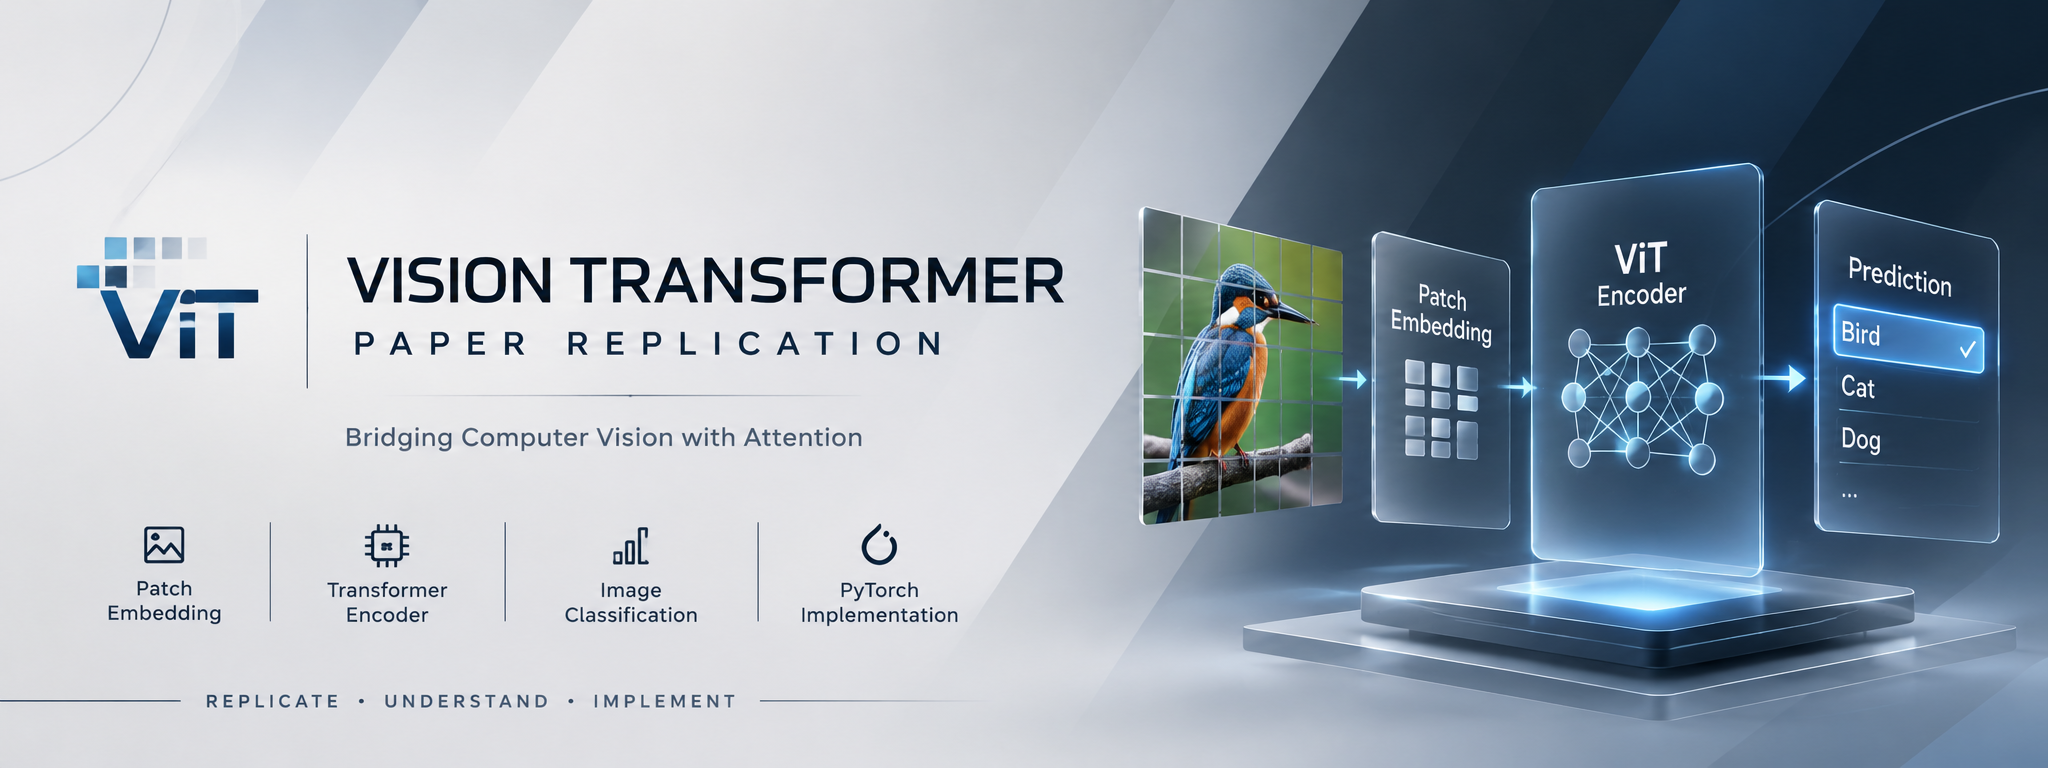 ViT
VISION TRANSFORMER
PAPER REPLICATION
Bridging Computer Vision with Attention
Patch
Embedding
Transformer
Encoder
Image
Classification
PyTorch
Implementation
REPLICATE • UNDERSTAND • IMPLEMENT
Patch
Embedding
ViT
Encoder
Prediction
Bird ✓
Cat
Dog
...